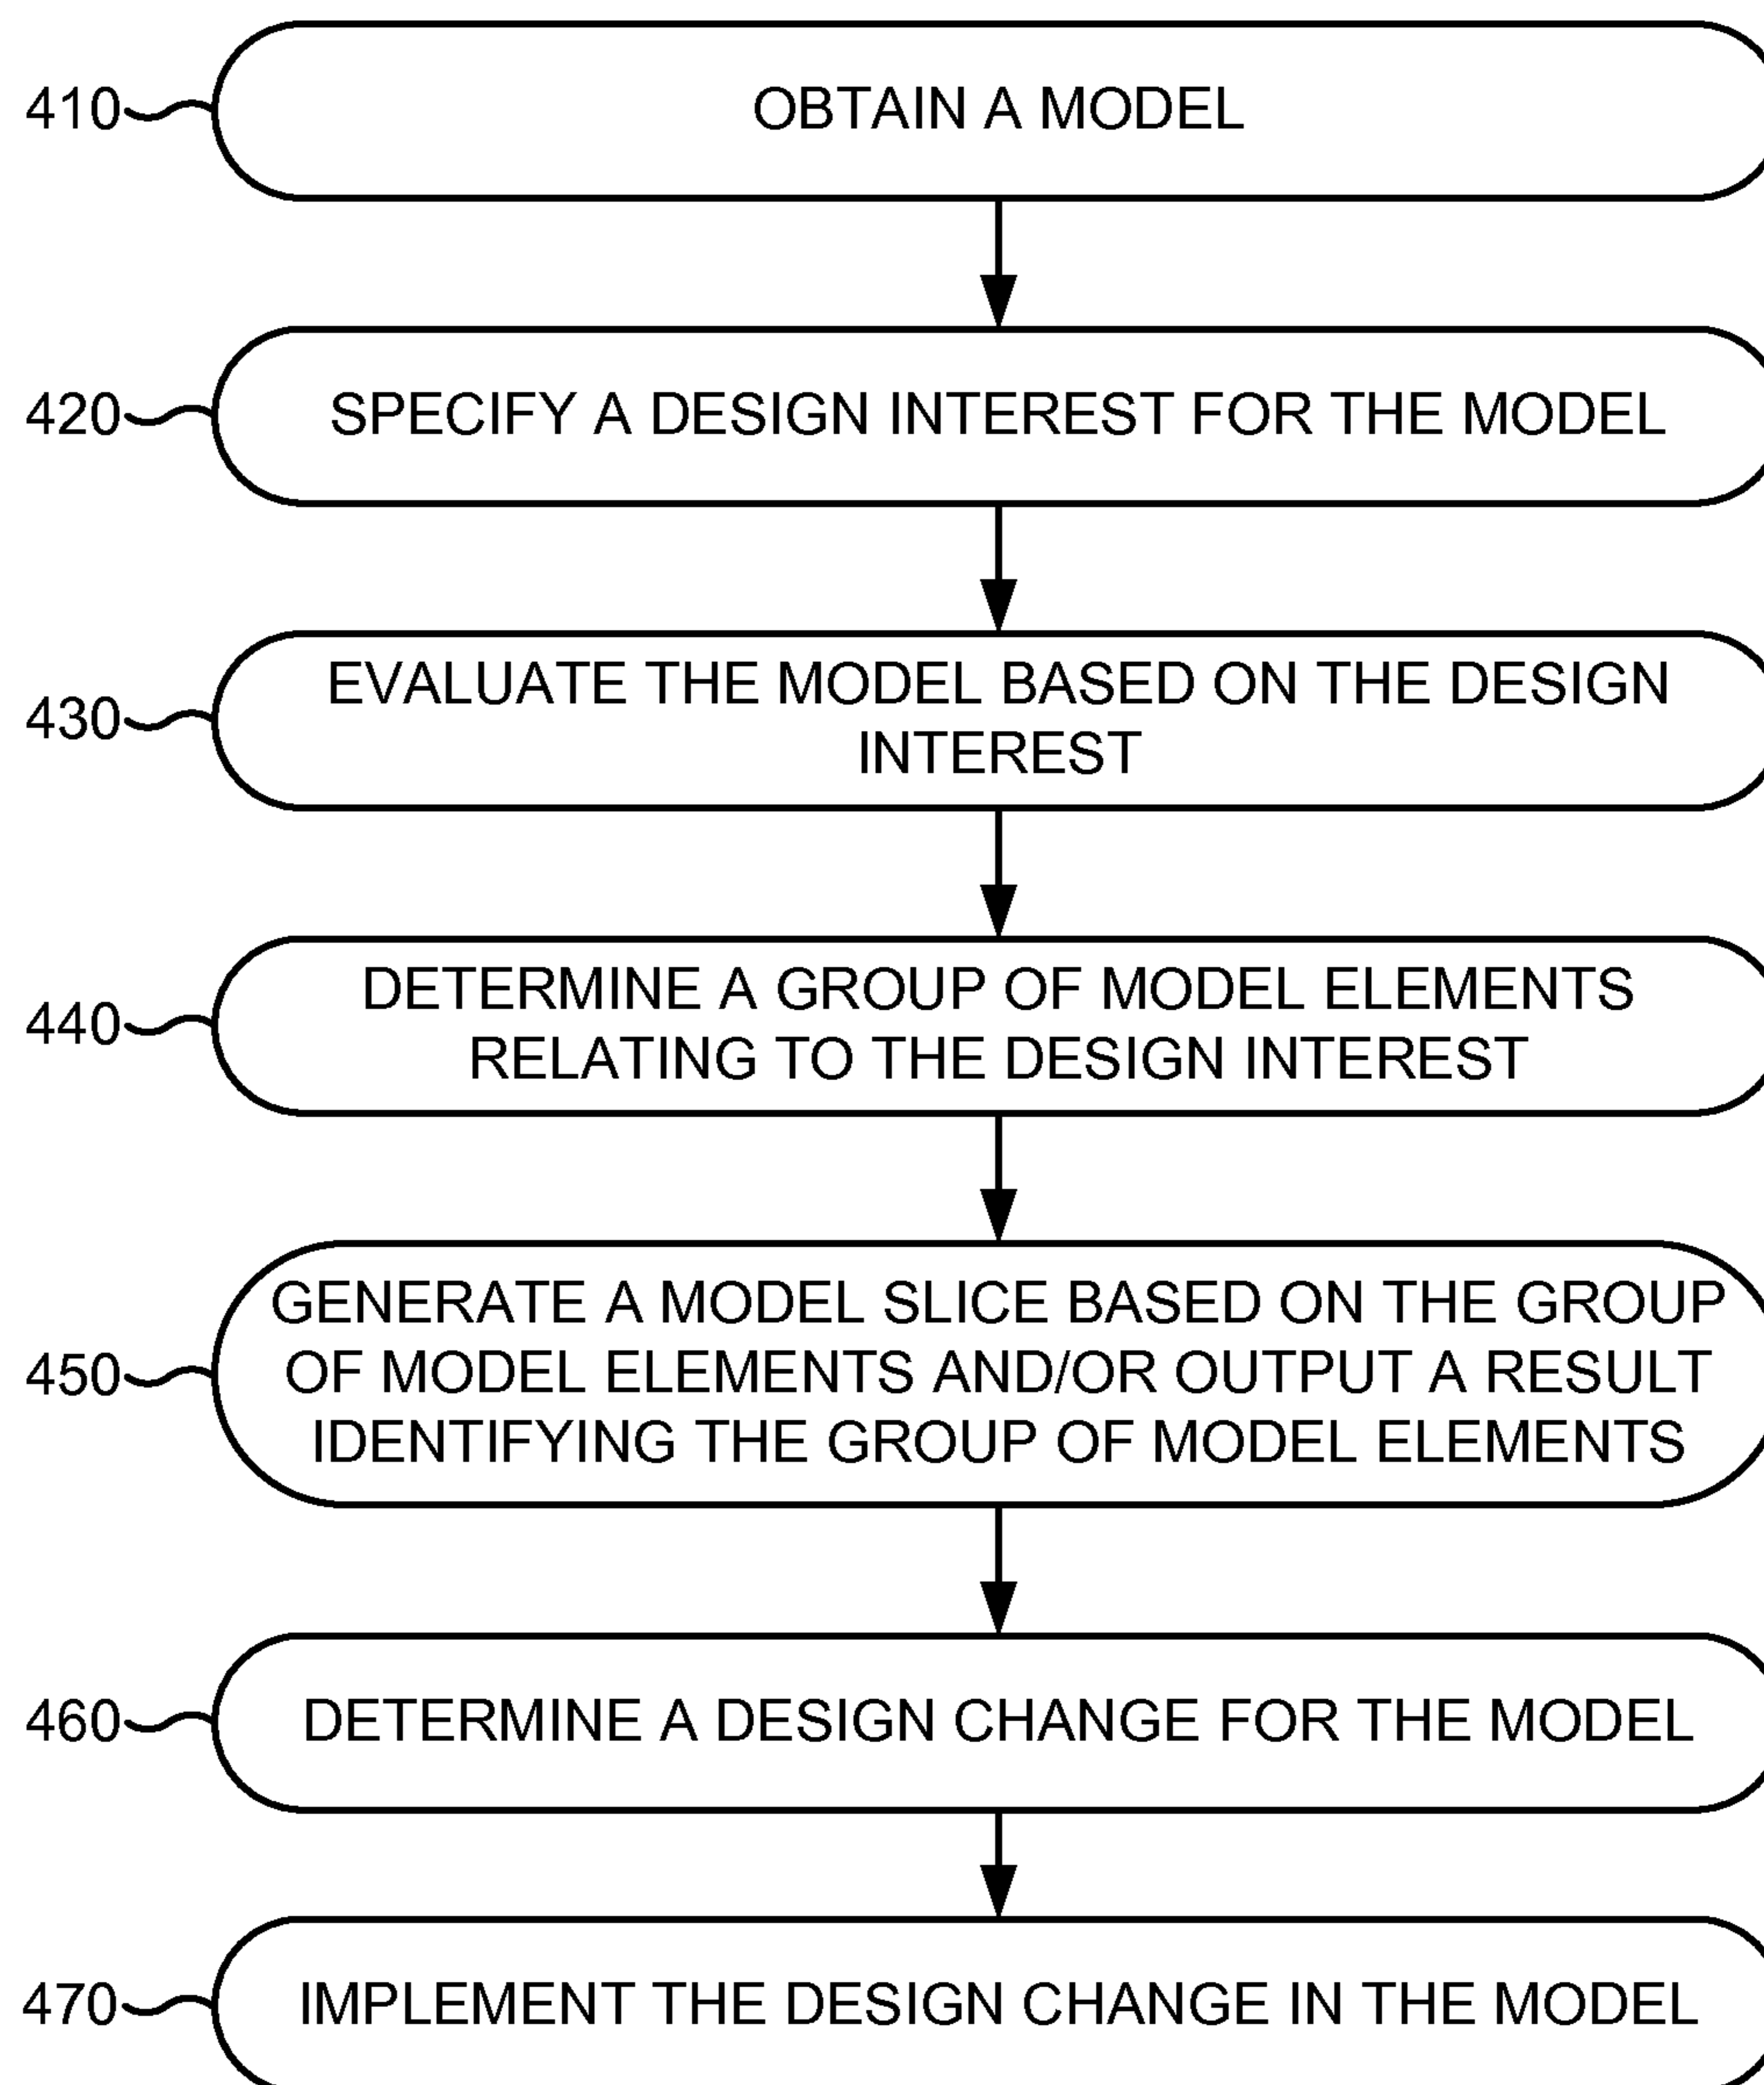 410
OBTAIN A MODEL
420
SPECIFY A DESIGN INTEREST FOR THE MODEL
430
EVALUATE THE MODEL BASED ON THE DESIGN
INTEREST
440
DETERMINE A GROUP OF MODEL ELEMENTS
RELATING TO THE DESIGN INTEREST
450
GENERATE A MODEL SLICE BASED ON THE GROUP
OF MODEL ELEMENTS AND/OR OUTPUT A RESULT
IDENTIFYING THE GROUP OF MODEL ELEMENTS
460
DETERMINE A DESIGN CHANGE FOR THE MODEL
470
IMPLEMENT THE DESIGN CHANGE IN THE MODEL